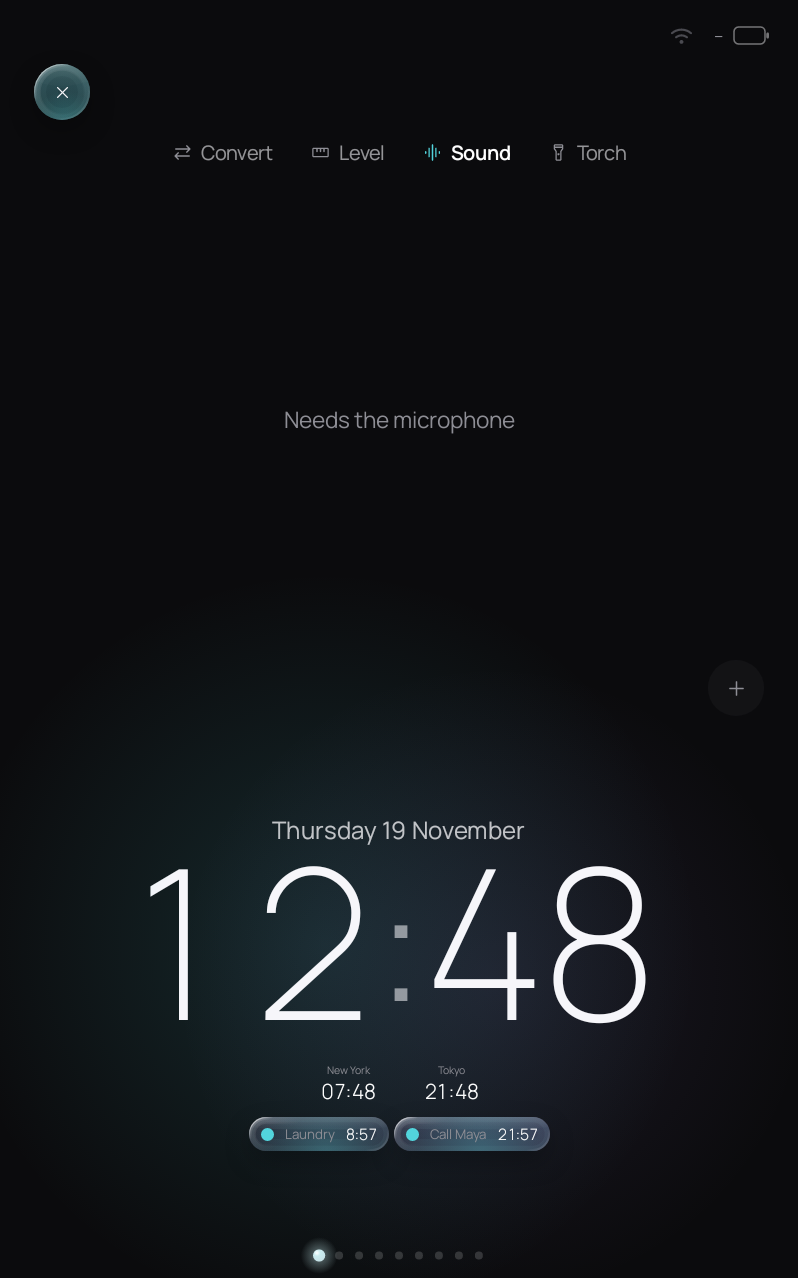 Convert Level Sound Torch
Needs the microphone
Thursday 19 November
12:48
New York Tokyo
07:48 21:48
Laundry 8:57 Call Maya 21:57